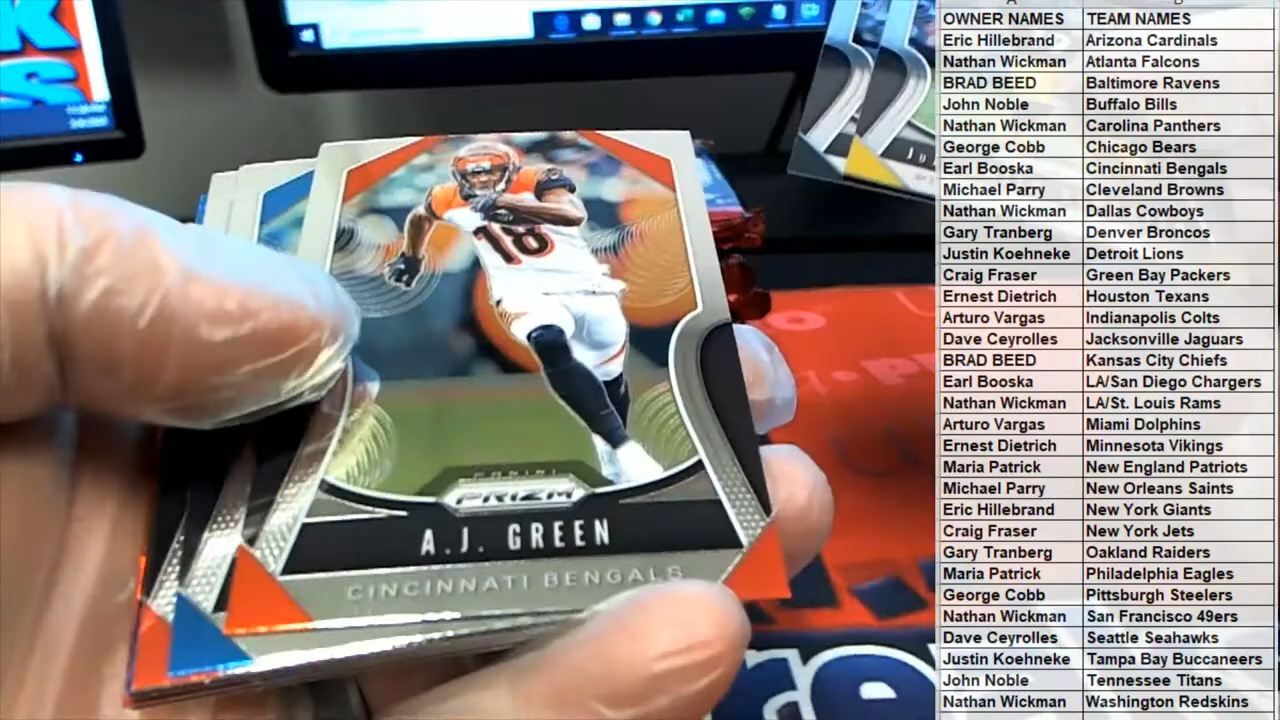 OWNER NAMES TEAM NAMES
Eric Hillebrand Arizona Cardinals
Nathan Wickman Atlanta Falcons
BRAD BEED Baltimore Ravens
John Noble Buffalo Bills
Nathan Wickman Carolina Panthers
George Cobb Chicago Bears
Earl Booska Cincinnati Bengals
Michael Parry Cleveland Browns
Nathan Wickman Dallas Cowboys
Gary Tranberg Denver Broncos
Justin Koehneke Detroit Lions
Craig Fraser Green Bay Packers
Ernest Dietrich Houston Texans
Arturo Vargas Indianapolis Colts
Dave Ceyrolles Jacksonville Jaguars
BRAD BEED Kansas City Chiefs
Earl Booska LA/San Diego Chargers
Nathan Wickman LA/St. Louis Rams
Arturo Vargas Miami Dolphins
Ernest Dietrich Minnesota Vikings
Maria Patrick New England Patriots
Michael Parry New Orleans Saints
Eric Hillebrand New York Giants
Craig Fraser New York Jets
Gary Tranberg Oakland Raiders
Maria Patrick Philadelphia Eagles
George Cobb Pittsburgh Steelers
Nathan Wickman San Francisco 49ers
Dave Ceyrolles Seattle Seahawks
Justin Koehneke Tampa Bay Buccaneers
John Noble Tennessee Titans
Nathan Wickman Washington Redskins
18
PANINI
PRIZM
A.J. GREEN
CINCINNATI BENGALS